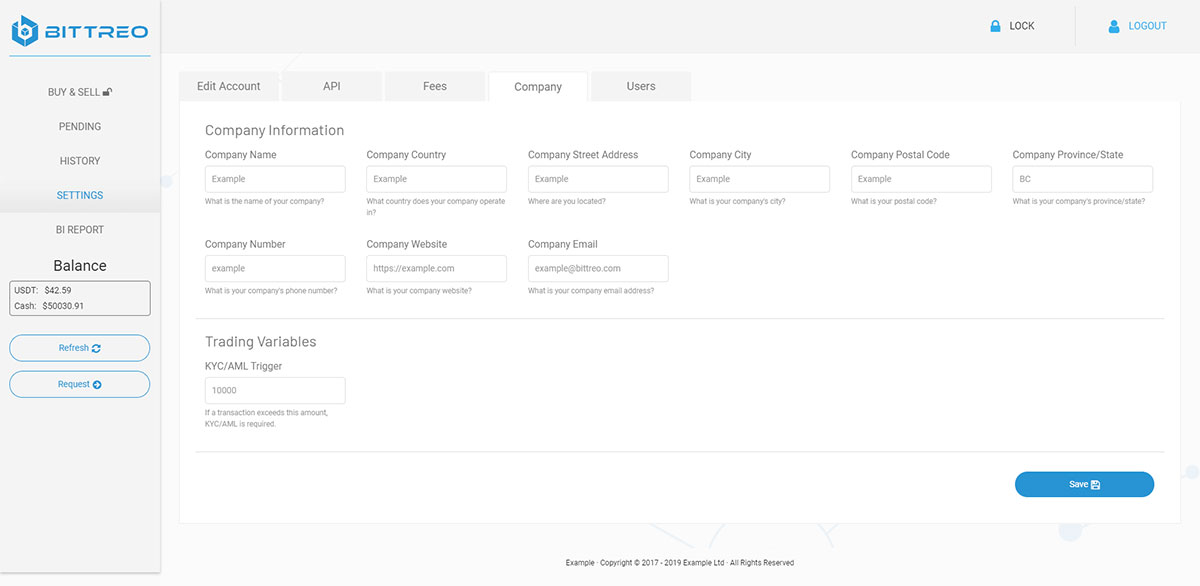 BITTREO
LOCK
LOGOUT
BUY & SELL
PENDING
HISTORY
SETTINGS
BI REPORT
Balance
USDT: $42.59
Cash: $50030.91
Refresh
Request
Edit Account
API
Fees
Company
Users
Company Information
Company Name
Example
What is the name of your company?
Company Country
Example
What country does your company operate
in?
Company Street Address
Example
Where are you located?
Company City
Example
What is your company's city?
Company Postal Code
Example
What is your postal code?
Company Province/State
BC
What is your company's province/state?
Company Number
example
What is your company's phone number?
Company Website
https://example.com
What is your company website?
Company Email
example@bittreo.com
What is your company email address?
Trading Variables
KYC/AML Trigger
10000
If a transaction exceeds this amount,
KYC/AML is required.
Save
Example · Copyright © 2017 - 2019 Example Ltd · All Rights Reserved